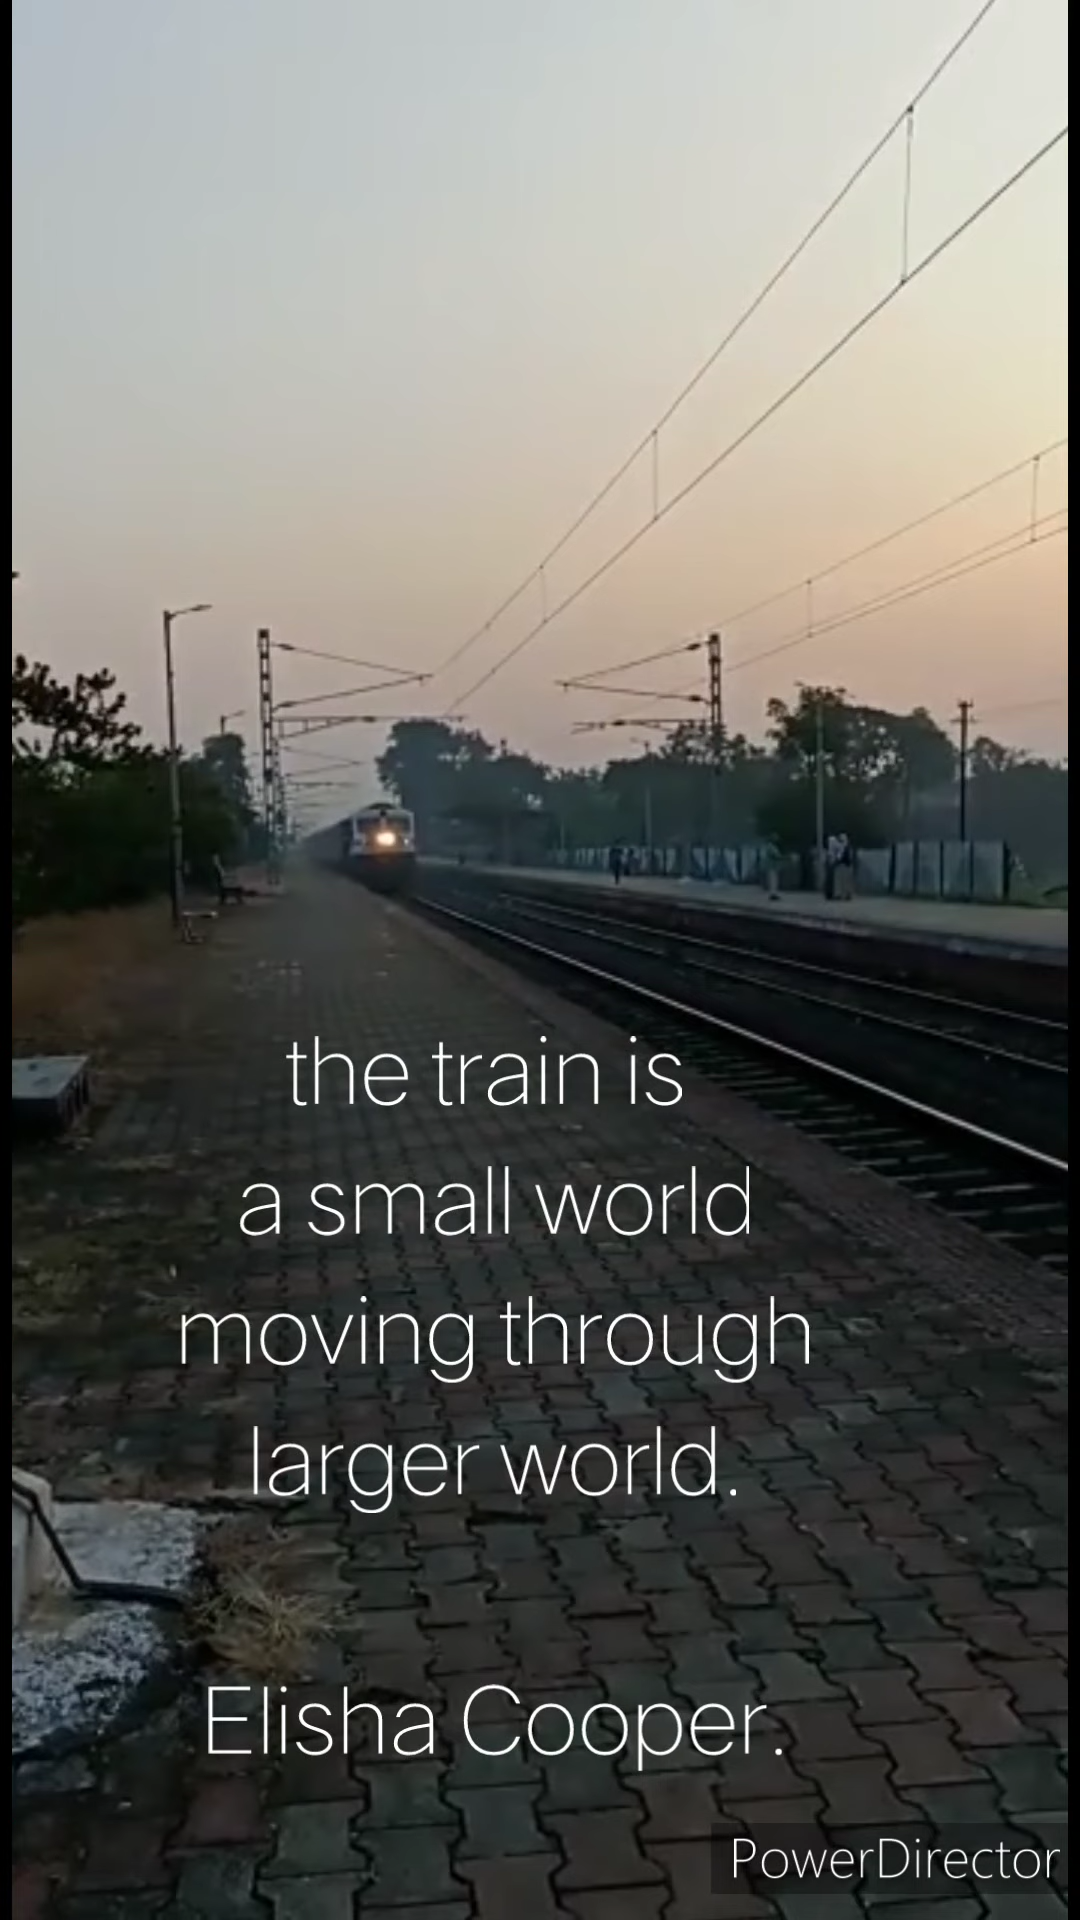 the train is
a small world
moving through
larger world.
Elisha Cooper.
PowerDirector